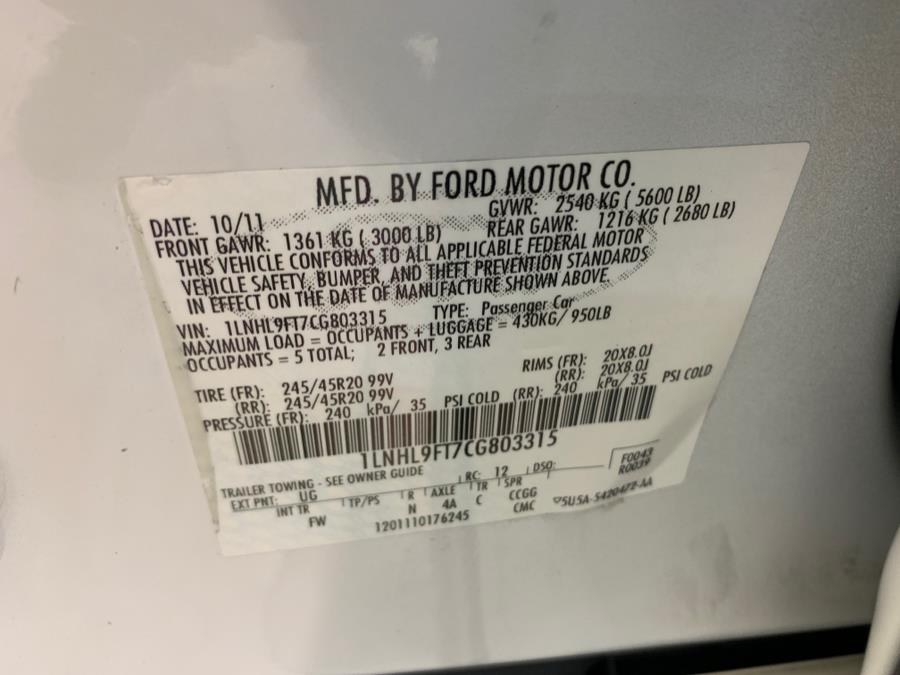 MFD. BY FORD MOTOR CO.
DATE: 10/11 GVWR: 2540 KG ( 5600 LB)
FRONT GAWR: 1361 KG ( 3000 LB) REAR GAWR: 1216 KG ( 2680 LB)
THIS VEHICLE CONFORMS TO ALL APPLICABLE FEDERAL MOTOR
VEHICLE SAFETY, BUMPER, AND THEFT PREVENTION STANDARDS
IN EFFECT ON THE DATE OF MANUFACTURE SHOWN ABOVE.
VIN: 1LNHL9FT7CG803315 TYPE: Passenger Car
MAXIMUM LOAD = OCCUPANTS + LUGGAGE = 430KG/ 950LB
OCCUPANTS = 5 TOTAL; 2 FRONT, 3 REAR
TIRE (FR): 245/45R20 99V RIMS (FR): 20X8.0J
(RR): 245/45R20 99V (RR): 20X8.0J
PRESSURE (FR): 240 kPa/ 35 PSI COLD (RR): 240 kPa/ 35 PSI COLD
1LNHL9FT7CG803315
TRAILER TOWING - SEE OWNER GUIDE RC: 12 DSO: F0043
R0039
EXT PNT: UG INT TR TP/PS R AXLE TR SPR
FW N 4A C CCGG
CMC
1201110176245 5U5A-5420472-AA